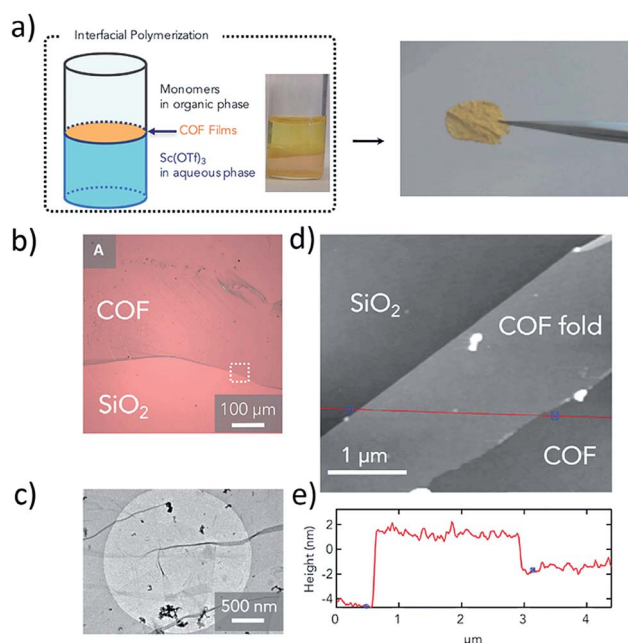 a)
Interfacial Polymerization
Monomers
in organic phase
COF Films
Sc(OTf)3
in aqueous phase
b)
A
COF
SiO2
100 μm
c)
500 nm
d)
SiO2
COF fold
1 μm
COF
e)
Height (nm)
2
0
-2
-4
0 1 2 3 4
μm